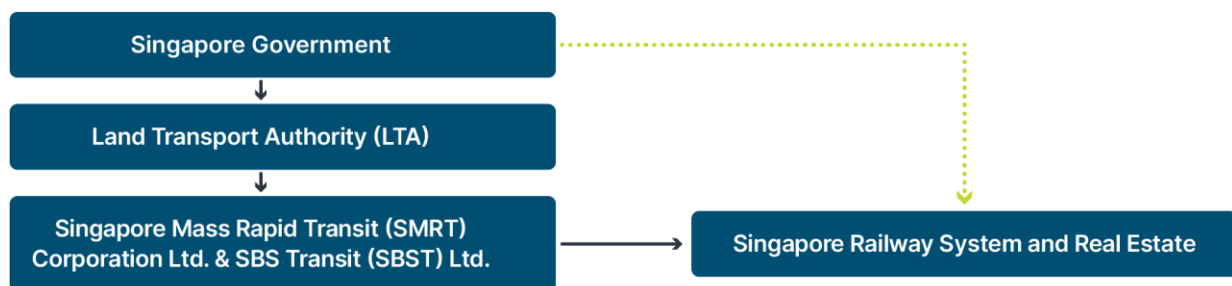 Singapore Government
Land Transport Authority (LTA)
Singapore Mass Rapid Transit (SMRT)
Corporation Ltd. & SBS Transit (SBST) Ltd.
Singapore Railway System and Real Estate